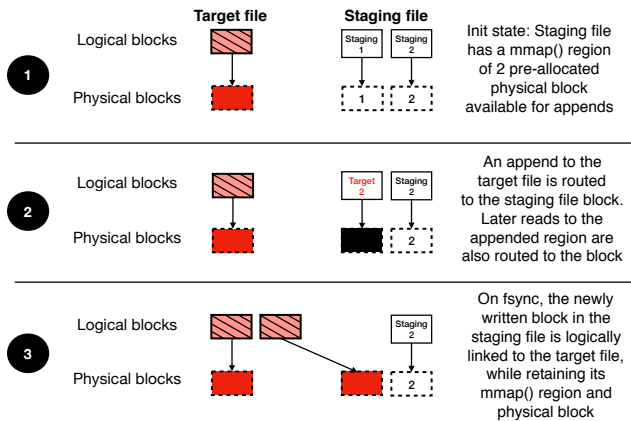 Target file
Staging file
1
Logical blocks
Staging
1
Staging
2
Physical blocks
1
2
Init state: Staging file
has a mmap() region
of 2 pre-allocated
physical block
available for appends
2
Logical blocks
Target
2
Staging
2
Physical blocks
2
An append to the
target file is routed
to the staging file block.
Later reads to the
appended region are
also routed to the block
3
Logical blocks
Staging
2
Physical blocks
2
On fsync, the newly
written block in the
staging file is logically
linked to the target file,
while retaining its
mmap() region and
physical block